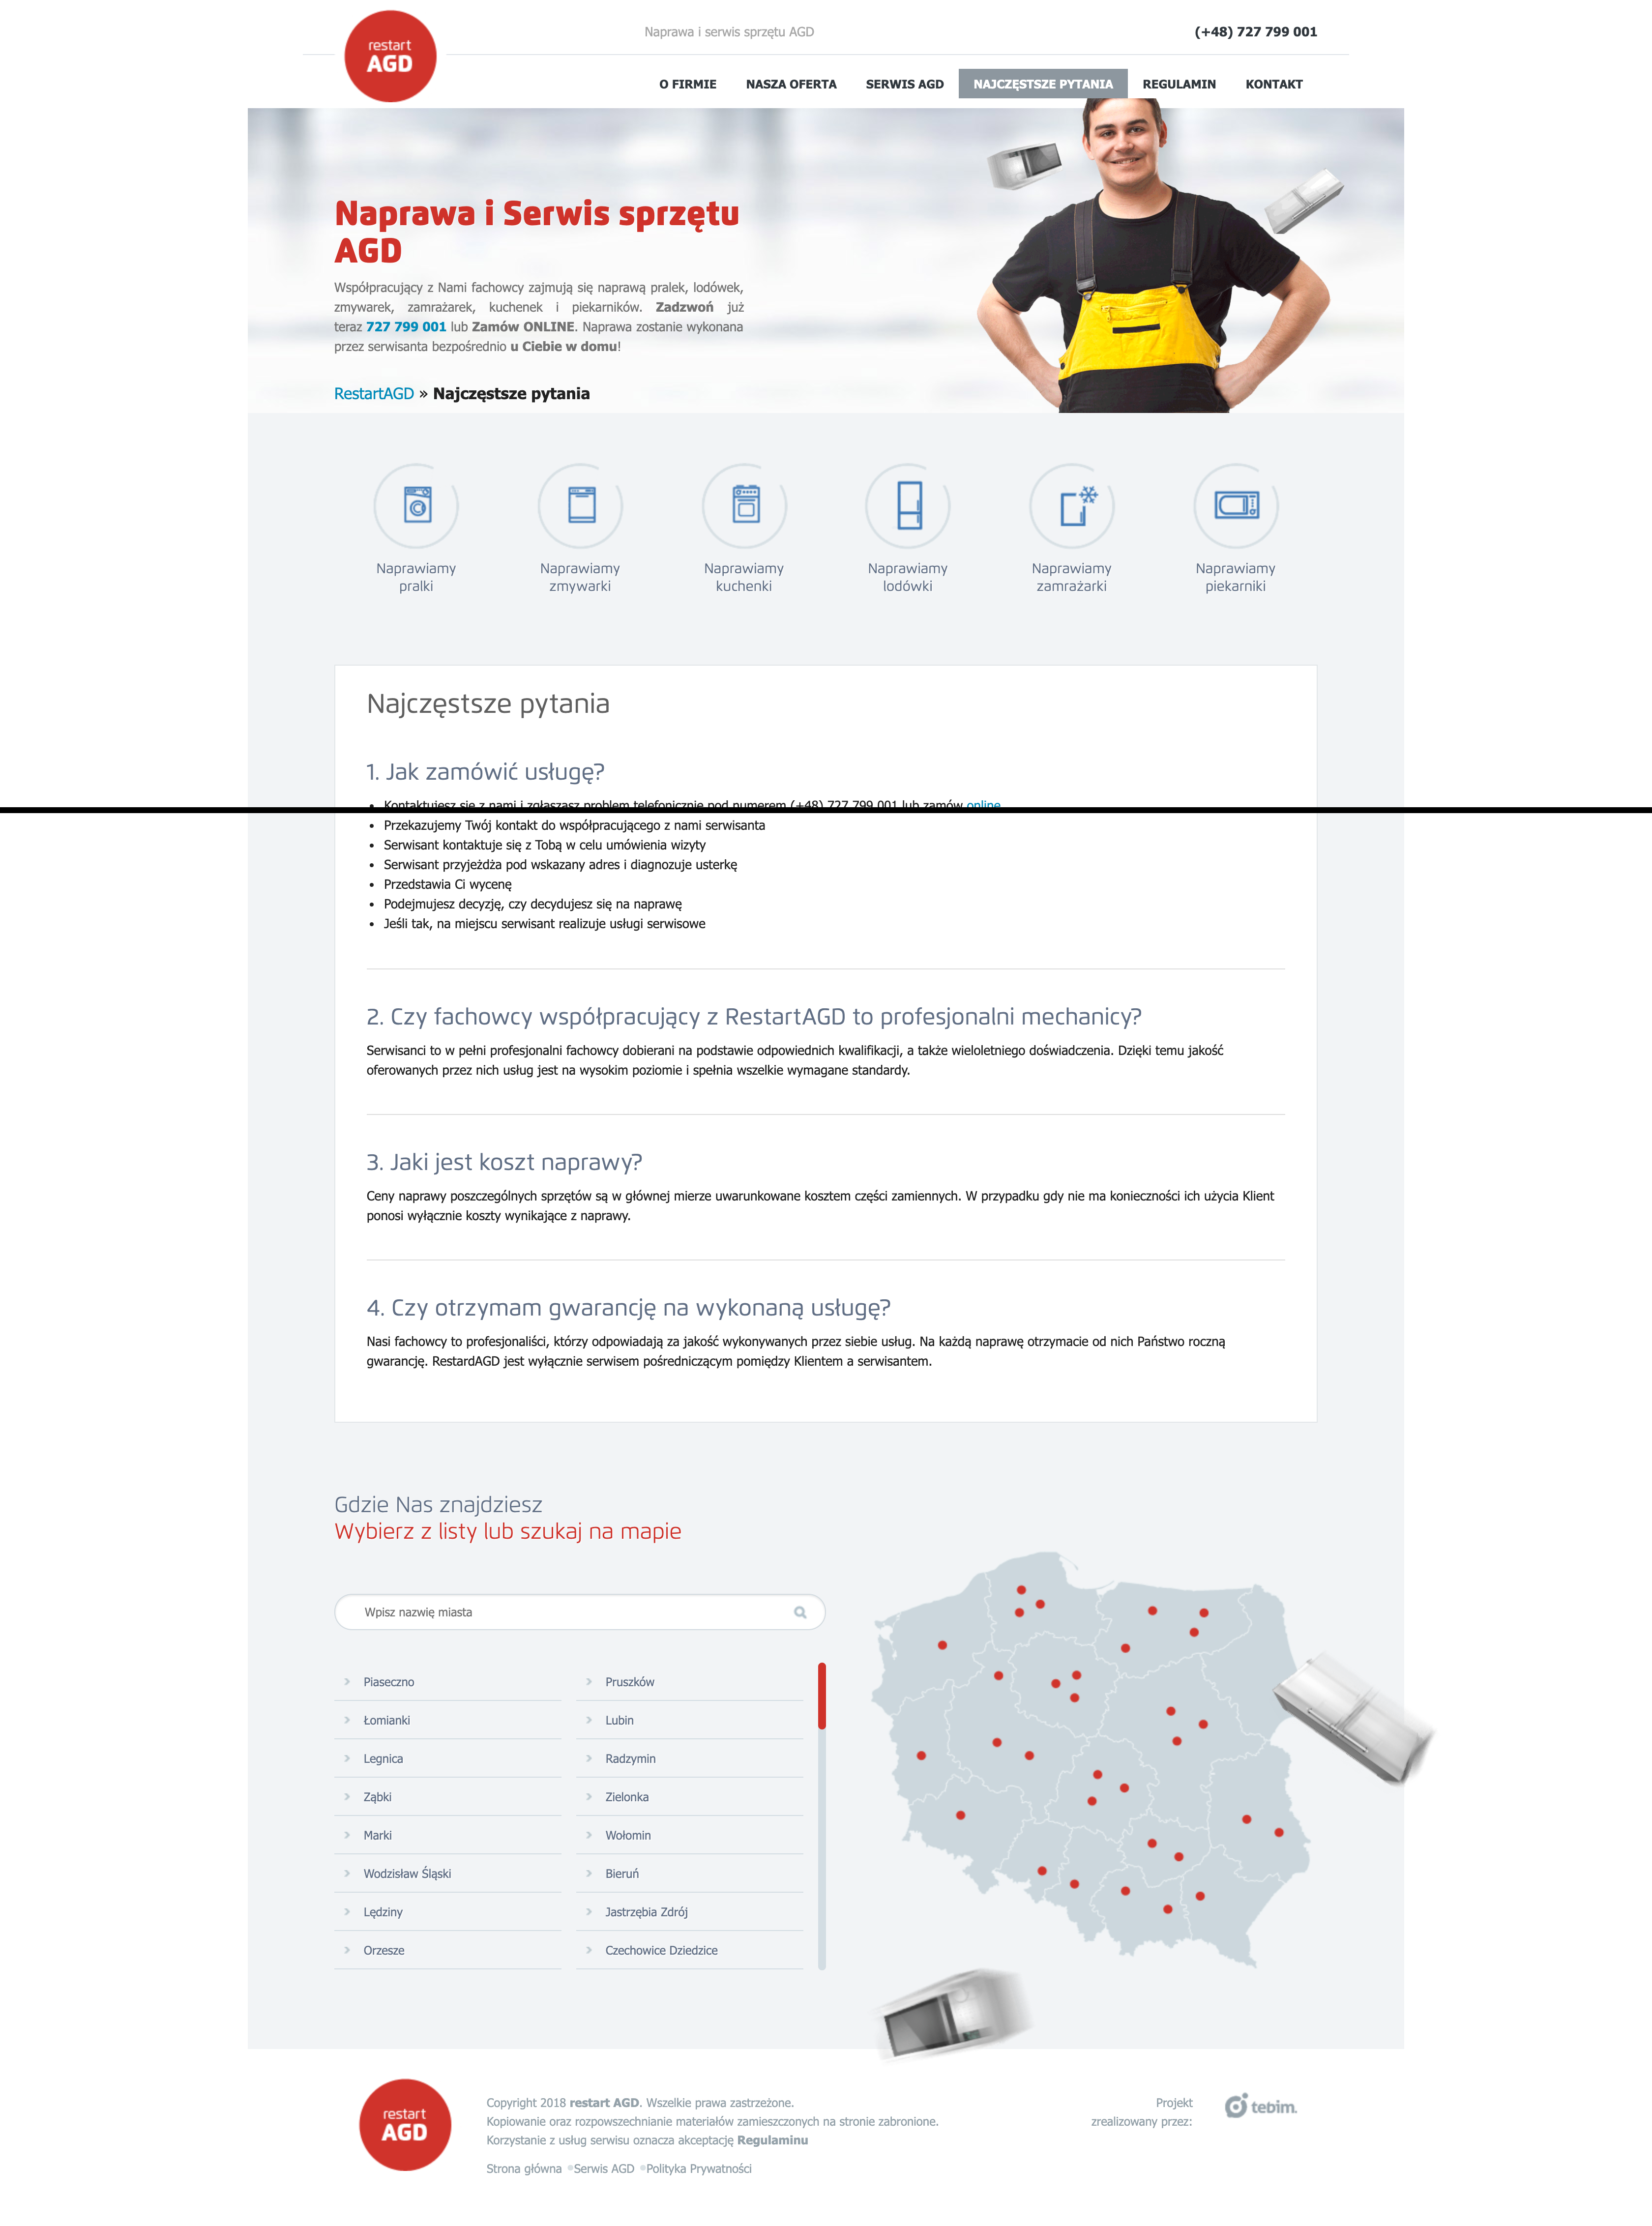 restart
AGD
Naprawa i serwis sprzętu AGD
(+48) 727 799 001
O FIRMIE
NASZA OFERTA
SERWIS AGD
NAJCZĘSTSZE PYTANIA
REGULAMIN
KONTAKT
Naprawa i Serwis sprzętu
AGD
Współpracujący z Nami fachowcy zajmują się naprawą pralek, lodówek,
zmywarek, zamrażarek, kuchenek i piekarników. Zadzwoń już
teraz 727 799 001 lub Zamów ONLINE. Naprawa zostanie wykonana
przez serwisanta bezpośrednio u Ciebie w domu!
RestartAGD » Najczęstsze pytania
Naprawiamy
pralki
Naprawiamy
zmywarki
Naprawiamy
kuchenki
Naprawiamy
lodówki
Naprawiamy
zamrażarki
Naprawiamy
piekarniki
Najczęstsze pytania
1. Jak zamówić usługę?
• Kontaktujesz się z nami i zgłaszasz problem telefonicznie pod numerem (+48) 727 799 001 lub zamów online
• Przekazujemy Twój kontakt do współpracującego z nami serwisanta
• Serwisant kontaktuje się z Tobą w celu umówienia wizyty
• Serwisant przyjeżdża pod wskazany adres i diagnozuje usterkę
• Przedstawia Ci wycenę
• Podejmujesz decyzję, czy decydujesz się na naprawę
• Jeśli tak, na miejscu serwisant realizuje usługi serwisowe
2. Czy fachowcy współpracujący z RestartAGD to profesjonalni mechanicy?
Serwisanci to w pełni profesjonalni fachowcy dobierani na podstawie odpowiednich kwalifikacji, a także wieloletniego doświadczenia. Dzięki temu jakość
oferowanych przez nich usług jest na wysokim poziomie i spełnia wszelkie wymagane standardy.
3. Jaki jest koszt naprawy?
Ceny naprawy poszczególnych sprzętów są w głównej mierze uwarunkowane kosztem części zamiennych. W przypadku gdy nie ma konieczności ich użycia Klient
ponosi wyłącznie koszty wynikające z naprawy.
4. Czy otrzymam gwarancję na wykonaną usługę?
Nasi fachowcy to profesjonaliści, którzy odpowiadają za jakość wykonywanych przez siebie usług. Na każdą naprawę otrzymacie od nich Państwo roczną
gwarancję. RestardAGD jest wyłącznie serwisem pośredniczącym pomiędzy Klientem a serwisantem.
Gdzie Nas znajdziesz
Wybierz z listy lub szukaj na mapie
Wpisz nazwię miasta
Piaseczno
Pruszków
Łomianki
Lubin
Legnica
Radzymin
Ząbki
Zielonka
Marki
Wołomin
Wodzisław Śląski
Bieruń
Lędziny
Jastrzębia Zdrój
Orzesze
Czechowice Dziedzice
restart
AGD
Copyright 2018 restart AGD. Wszelkie prawa zastrzeżone.
Kopiowanie oraz rozpowszechnianie materiałów zamieszczonych na stronie zabronione.
Korzystanie z usług serwisu oznacza akceptację Regulaminu
Strona główna • Serwis AGD • Polityka Prywatności
Projekt
zrealizowany przez:
tebim.